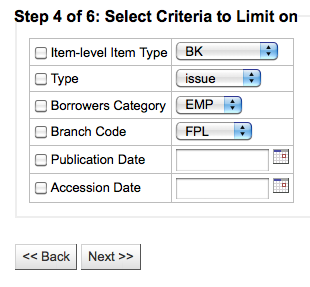 Step 4 of 6: Select Criteria to Limit on
Item-level Item Type BK
Type issue
Borrowers Category EMP
Branch Code FPL
Publication Date
Accession Date
<< Back Next >>